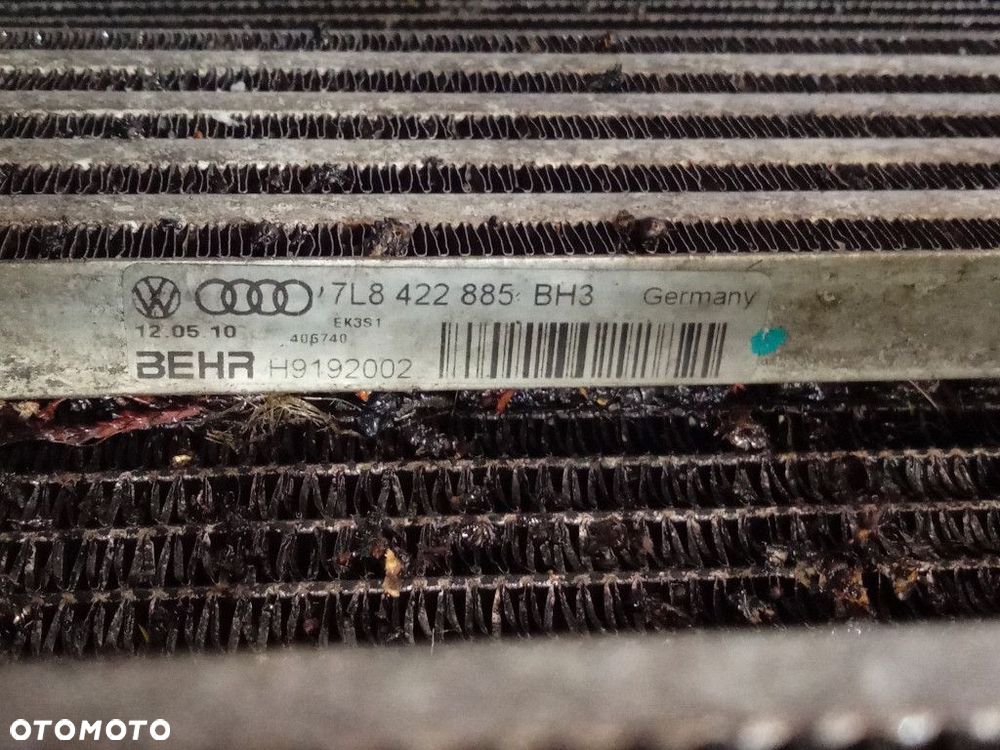 7L8 422 885 BH3 Germany
12.05.10 EK3S1
406740
BEHR H9192002
OTOMOTO